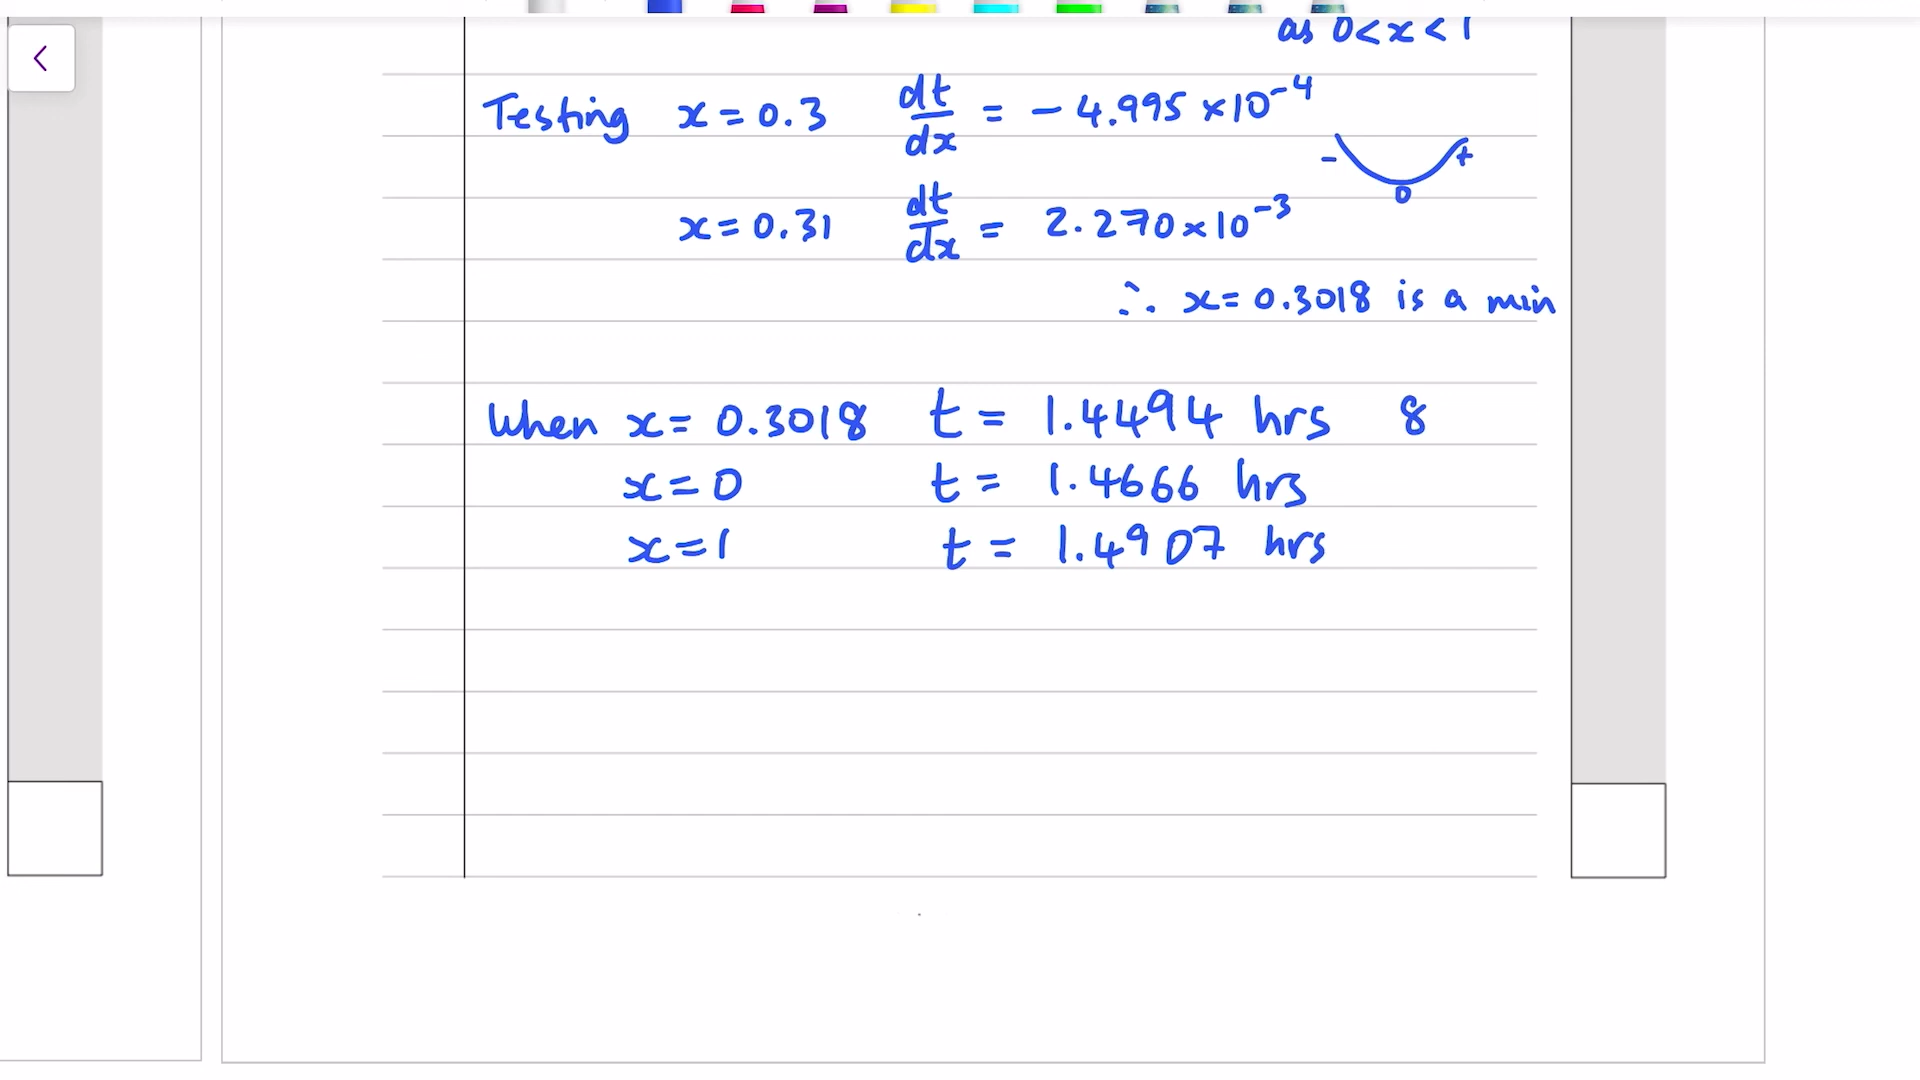 as 0 < x < 1
Testing x = 0.3 dt/dx = - 4.995 × 10⁻⁴
- 0 +
x = 0.31 dt/dx = 2.270 × 10⁻³
∴ x = 0.3018 is a min
When x = 0.3018 t = 1.4494 hrs 8
x = 0 t = 1.4666 hrs
x = 1 t = 1.4907 hrs